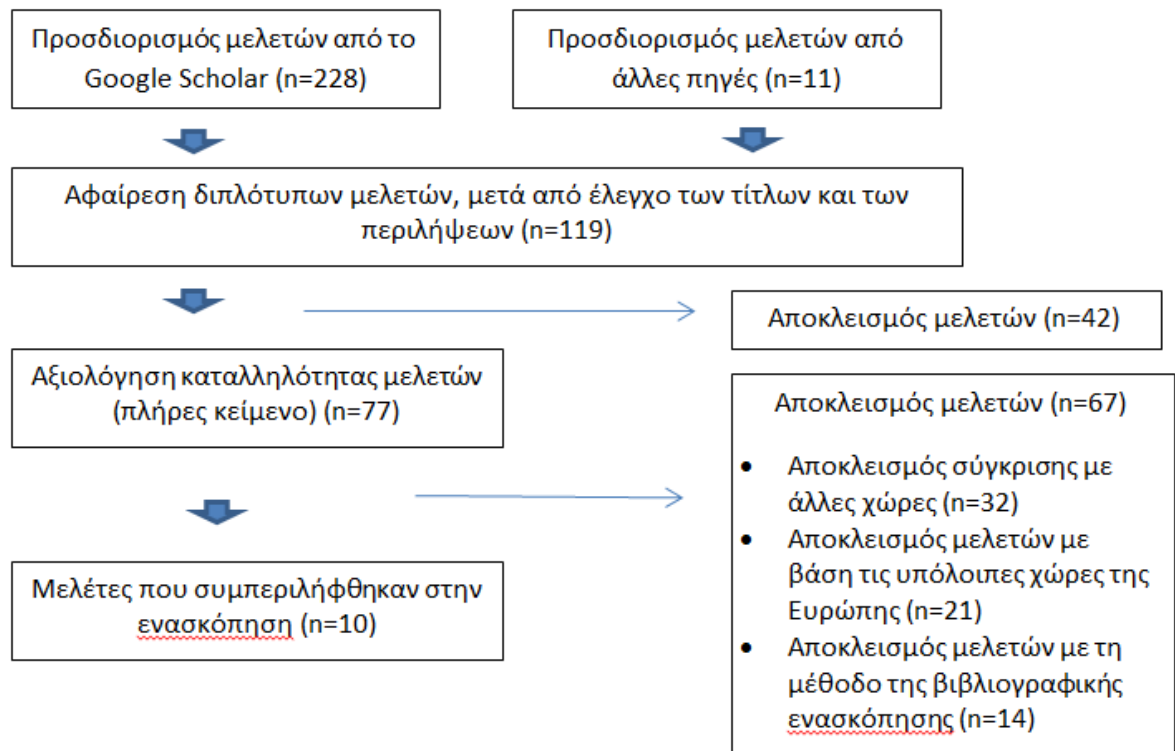 Προσδιορισμός μελετών από το
Google Scholar (n=228)
Προσδιορισμός μελετών από
άλλες πηγές (n=11)
Αφαίρεση διπλότυπων μελετών, μετά από έλεγχο των τίτλων και των
περιλήψεων (n=119)
Αποκλεισμός μελετών (n=42)
Αξιολόγηση καταλληλότητας μελετών
(πλήρες κείμενο) (n=77)
Αποκλεισμός μελετών (n=67)
• Αποκλεισμός σύγκρισης με
άλλες χώρες (n=32)
• Αποκλεισμός μελετών με
βάση τις υπόλοιπες χώρες της
Ευρώπης (n=21)
• Αποκλεισμός μελετών με τη
μέθοδο της βιβλιογραφικής
ενασκόπησης (n=14)
Μελέτες που συμπεριλήφθηκαν στην
ενασκόπηση (n=10)